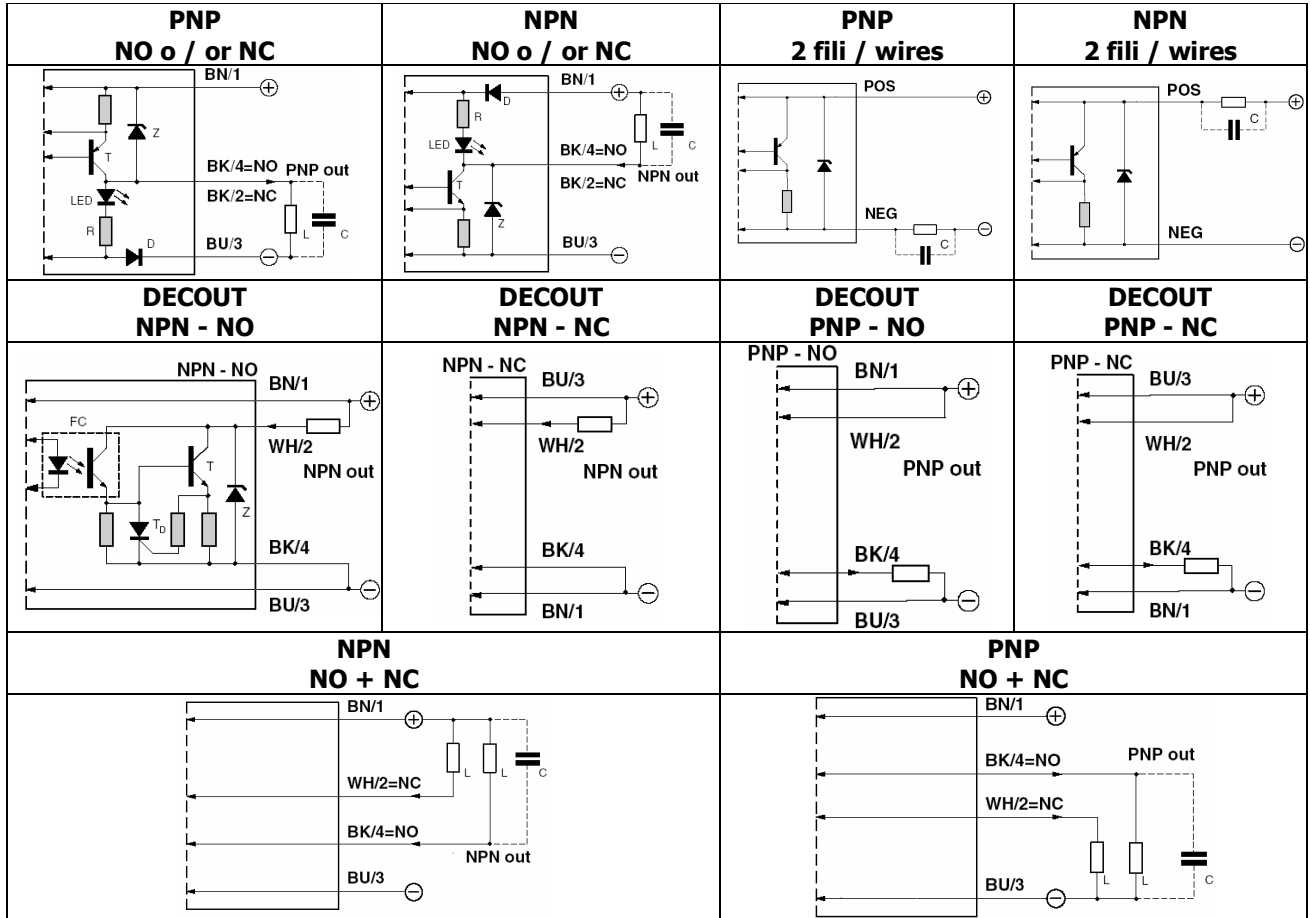 PNP
NO o / or NC
NPN
NO o / or NC
PNP
2 fili / wires
NPN
2 fili / wires
BN/1
Z
T
BK/4=NO
PNP out
BK/2=NC
LED
R
L
C
D
BU/3
BN/1
D
R
LED
L
C
BK/4=NO
NPN out
BK/2=NC
T
Z
BU/3
POS
NEG
C
POS
C
NEG
DECOUT
NPN - NO
DECOUT
NPN - NC
DECOUT
PNP - NO
DECOUT
PNP - NC
NPN - NO
BN/1
FC
WH/2
T
NPN out
Z
TD
BK/4
BU/3
NPN - NC
BU/3
WH/2
NPN out
BK/4
BN/1
PNP - NO
BN/1
WH/2
PNP out
BK/4
BU/3
PNP - NC
BU/3
WH/2
PNP out
BK/4
BN/1
NPN
NO + NC
PNP
NO + NC
BN/1
L
L
C
WH/2=NC
BK/4=NO
NPN out
BU/3
BN/1
BK/4=NO
PNP out
WH/2=NC
L
L
C
BU/3